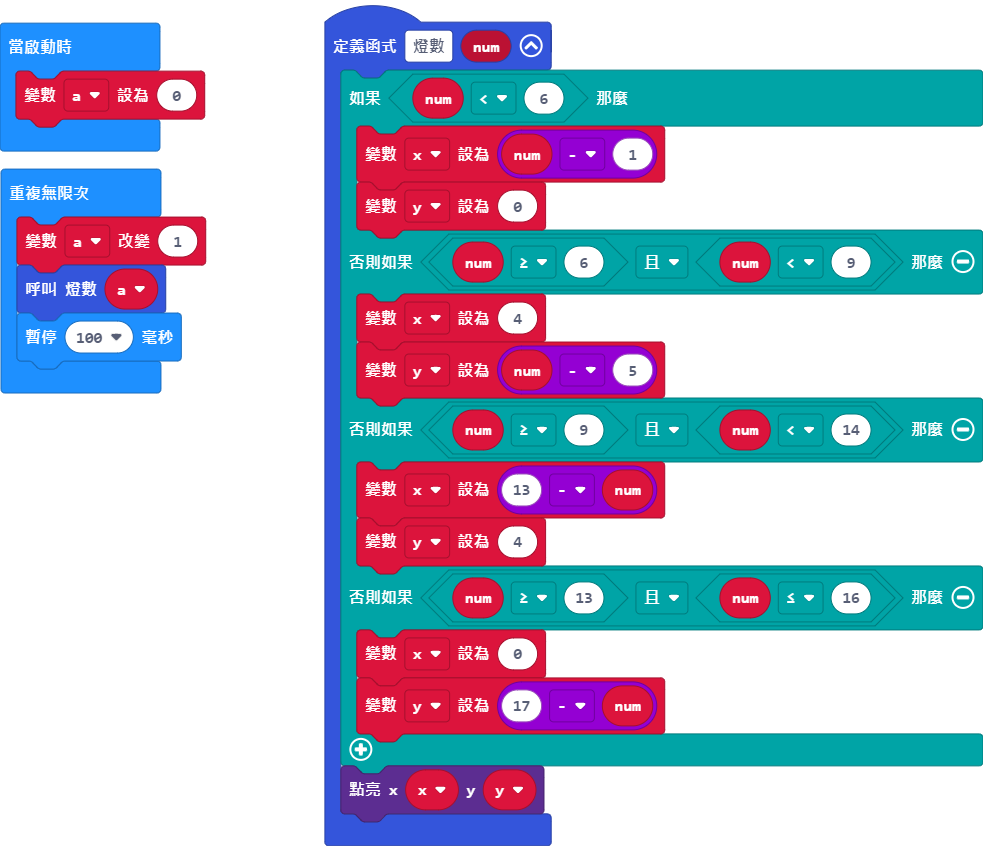 當啟動時
變數 a 設為 0
重複無限次
變數 a 改變 1
呼叫 燈數 a
暫停 100 毫秒
定義函式 燈數 num
如果 num < 6 那麼
變數 x 設為 num - 1
變數 y 設為 0
否則如果 num ≥ 6 且 num < 9 那麼
變數 x 設為 4
變數 y 設為 num - 5
否則如果 num ≥ 9 且 num < 14 那麼
變數 x 設為 13 - num
變數 y 設為 4
否則如果 num ≥ 13 且 num ≤ 16 那麼
變數 x 設為 0
變數 y 設為 17 - num
點亮 x x y y